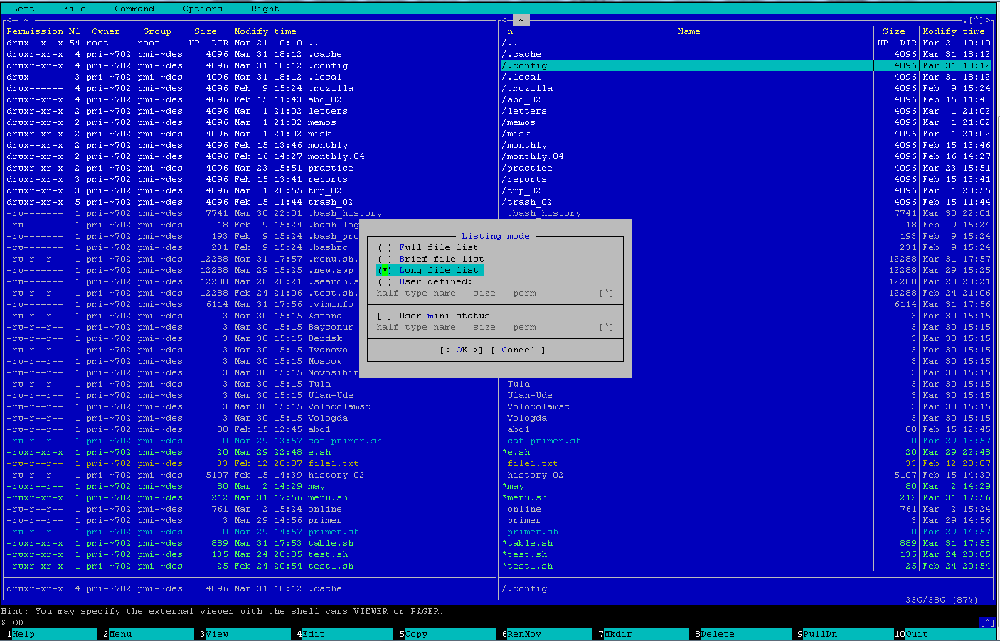 Left File Command Options Right
<─ ~ ─ <─ ~ ─ .[^]>
Permission Nl Owner Group Size Modify time 'n Name Size Modify time
drwx--x--x 54 root root UP--DIR Mar 21 10:10 .. /.. UP--DIR Mar 21 10:10
drwxr-xr-x 4 pmi-~702 pmi-~des 4096 Mar 31 18:12 .cache /.cache 4096 Mar 31 18:12
drwxr-xr-x 4 pmi-~702 pmi-~des 4096 Mar 31 18:12 .config /.config 4096 Mar 31 18:12
drwx------ 3 pmi-~702 pmi-~des 4096 Mar 31 18:12 .local /.local 4096 Mar 31 18:12
drwx------ 4 pmi-~702 pmi-~des 4096 Feb 9 15:24 .mozilla /.mozilla 4096 Feb 9 15:24
drwxr-xr-x 4 pmi-~702 pmi-~des 4096 Feb 15 11:43 abc_02 /abc_02 4096 Feb 15 11:43
drwxr-xr-x 2 pmi-~702 pmi-~des 4096 Mar 1 21:02 letters /letters 4096 Mar 1 21:02
drwxr-xr-x 2 pmi-~702 pmi-~des 4096 Mar 1 21:02 memos /memos 4096 Mar 1 21:02
drwxr-xr-x 2 pmi-~702 pmi-~des 4096 Mar 1 21:02 misk /misk 4096 Mar 1 21:02
drwxr-xr-x 2 pmi-~702 pmi-~des 4096 Feb 15 13:46 monthly /monthly 4096 Feb 15 13:46
drwxr-xr-x 2 pmi-~702 pmi-~des 4096 Feb 16 14:27 monthly.04 /monthly.04 4096 Feb 16 14:27
drwxr-xr-x 2 pmi-~702 pmi-~des 4096 Mar 23 15:51 practice /practice 4096 Mar 23 15:51
drwxr-xr-x 3 pmi-~702 pmi-~des 4096 Feb 15 13:41 reports /reports 4096 Feb 15 13:41
drwxr-xr-x 3 pmi-~702 pmi-~des 4096 Mar 1 20:55 tmp_02 /tmp_02 4096 Mar 1 20:55
drwxr-xr-x 5 pmi-~702 pmi-~des 4096 Feb 15 11:44 trash_02 /trash_02 4096 Feb 15 11:44
-rw------- 1 pmi-~702 pmi-~des 7741 Mar 30 22:01 .bash_history .bash_history 7741 Mar 30 22:01
-rw-r--r-- 1 pmi-~702 pmi-~des 18 Feb 9 15:24 .bash_log 18 Feb 9 15:24
-rw-r--r-- 1 pmi-~702 pmi-~des 193 Feb 9 15:24 .bash_pro Listing mode 193 Feb 9 15:24
-rw-r--r-- 1 pmi-~702 pmi-~des 231 Feb 9 15:24 .bashrc ( ) Full file list 231 Feb 9 15:24
-rw------- 1 pmi-~702 pmi-~des 12288 Mar 31 17:57 .menu.sh. ( ) Brief file list 12288 Mar 31 17:57
-rw------- 1 pmi-~702 pmi-~des 12288 Mar 29 15:25 .new.swp (*) Long file list 12288 Mar 29 15:25
-rw------- 1 pmi-~702 pmi-~des 12288 Mar 28 20:21 .search.s ( ) User defined: 12288 Mar 28 20:21
-rw-r--r-- 1 pmi-~702 pmi-~des 12288 Feb 24 21:06 .test.sh. half type name | size | perm [^] 12288 Feb 24 21:06
-rw------- 1 pmi-~702 pmi-~des 6114 Mar 31 17:56 .viminfo 6114 Mar 31 17:56
-rw-r--r-- 1 pmi-~702 pmi-~des 3 Mar 30 15:15 Astana [ ] User mini status 3 Mar 30 15:15
-rw-r--r-- 1 pmi-~702 pmi-~des 3 Mar 30 15:15 Bayconur half type name | size | perm [^] 3 Mar 30 15:15
-rw-r--r-- 1 pmi-~702 pmi-~des 3 Mar 30 15:15 Berdsk 3 Mar 30 15:15
-rw-r--r-- 1 pmi-~702 pmi-~des 3 Mar 30 15:15 Ivanovo [< OK >] [ Cancel ] 3 Mar 30 15:15
-rw-r--r-- 1 pmi-~702 pmi-~des 3 Mar 30 15:15 Moscow 3 Mar 30 15:15
-rw-r--r-- 1 pmi-~702 pmi-~des 3 Mar 30 15:15 Novosibir 3 Mar 30 15:15
-rw-r--r-- 1 pmi-~702 pmi-~des 3 Mar 30 15:15 Tula Tula 3 Mar 30 15:15
-rw-r--r-- 1 pmi-~702 pmi-~des 3 Mar 30 15:15 Ulan-Ude Ulan-Ude 3 Mar 30 15:15
-rw-r--r-- 1 pmi-~702 pmi-~des 3 Mar 30 15:15 Volocolamsc Volocolamsc 3 Mar 30 15:15
-rw-r--r-- 1 pmi-~702 pmi-~des 3 Mar 30 15:15 Vologda Vologda 3 Mar 30 15:15
-rw-r--r-- 1 pmi-~702 pmi-~des 80 Feb 15 12:45 abc1 abc1 80 Feb 15 12:45
-rw-r--r-- 1 pmi-~702 pmi-~des 0 Mar 29 13:57 cat_primer.sh cat_primer.sh 0 Mar 29 13:57
-rwxr-xr-x 1 pmi-~702 pmi-~des 20 Mar 29 22:48 e.sh *e.sh 20 Mar 29 22:48
-rw-r--r-- 1 pmi-~702 pmi-~des 33 Feb 12 20:07 file1.txt file1.txt 33 Feb 12 20:07
-rw-r--r-- 1 pmi-~702 pmi-~des 5107 Feb 15 14:39 history_02 history_02 5107 Feb 15 14:39
-rwxr--r-- 1 pmi-~702 pmi-~des 80 Mar 2 14:29 may *may 80 Mar 2 14:29
-rwxr-xr-x 1 pmi-~702 pmi-~des 212 Mar 31 17:56 menu.sh *menu.sh 212 Mar 31 17:56
-rw-r--r-- 1 pmi-~702 pmi-~des 761 Mar 2 15:24 online online 761 Mar 2 15:24
-rw-r--r-- 1 pmi-~702 pmi-~des 3 Mar 29 14:56 primer primer 3 Mar 29 14:56
-rw-r--r-- 1 pmi-~702 pmi-~des 0 Mar 29 14:57 primer.sh primer.sh 0 Mar 29 14:57
-rwxr-xr-x 1 pmi-~702 pmi-~des 889 Mar 31 17:53 table.sh *table.sh 889 Mar 31 17:53
-rwxr-xr-x 1 pmi-~702 pmi-~des 135 Mar 24 20:05 test.sh *test.sh 135 Mar 24 20:05
-rwxr-xr-x 1 pmi-~702 pmi-~des 25 Feb 24 20:54 test1.sh *test1.sh 25 Feb 24 20:54
drwxr-xr-x 4 pmi-~702 pmi-~des 4096 Mar 31 18:12 .cache /.config
33G/38G (87%)
Hint: You may specify the external viewer with the shell vars VIEWER or PAGER.
$ OD [^]
1Help 2Menu 3View 4Edit 5Copy 6RenMov 7Mkdir 8Delete 9PullDn 10Quit